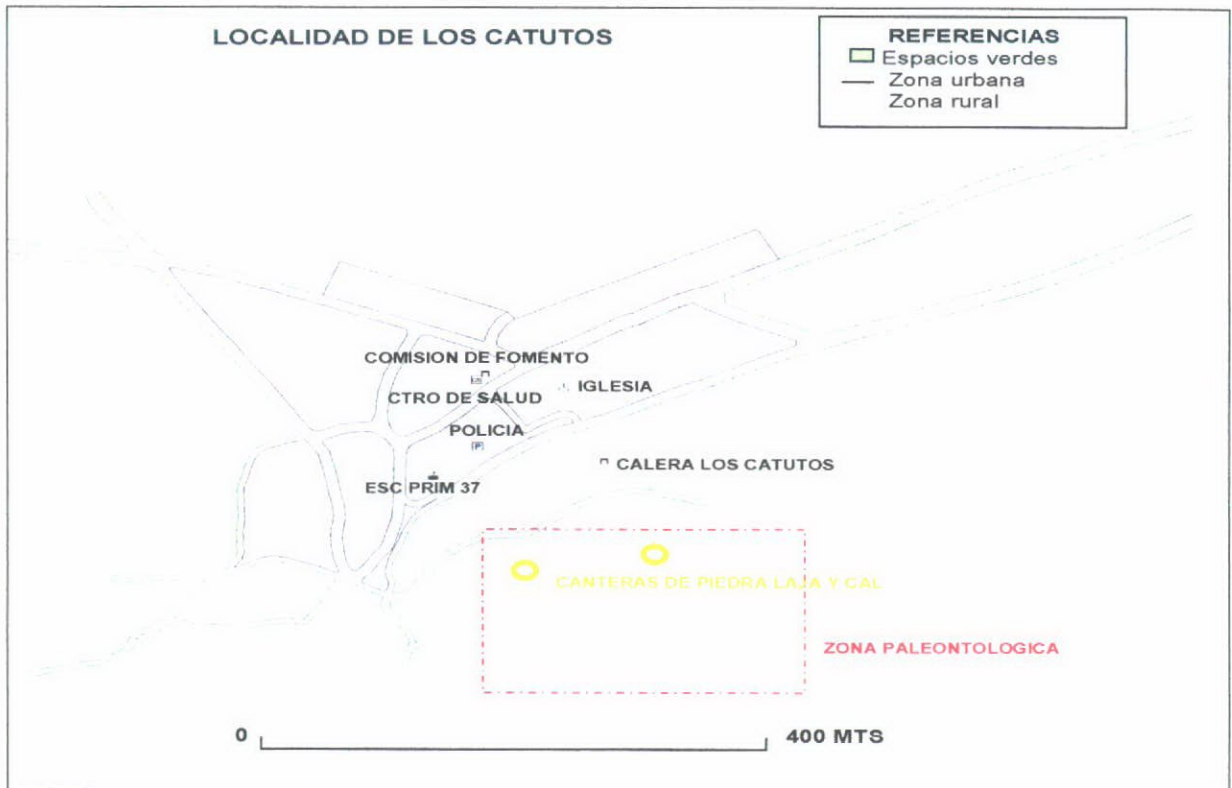 LOCALIDAD DE LOS CATUTOS
REFERENCIAS
Espacios verdes
Zona urbana
Zona rural
COMISION DE FOMENTO
CTRO DE SALUD
IGLESIA
POLICIA
P
ESC PRIM 37
CALERA LOS CATUTOS
CANTERAS DE PIEDRA LAJA Y CAL
ZONA PALEONTOLOGICA
0
400 MTS